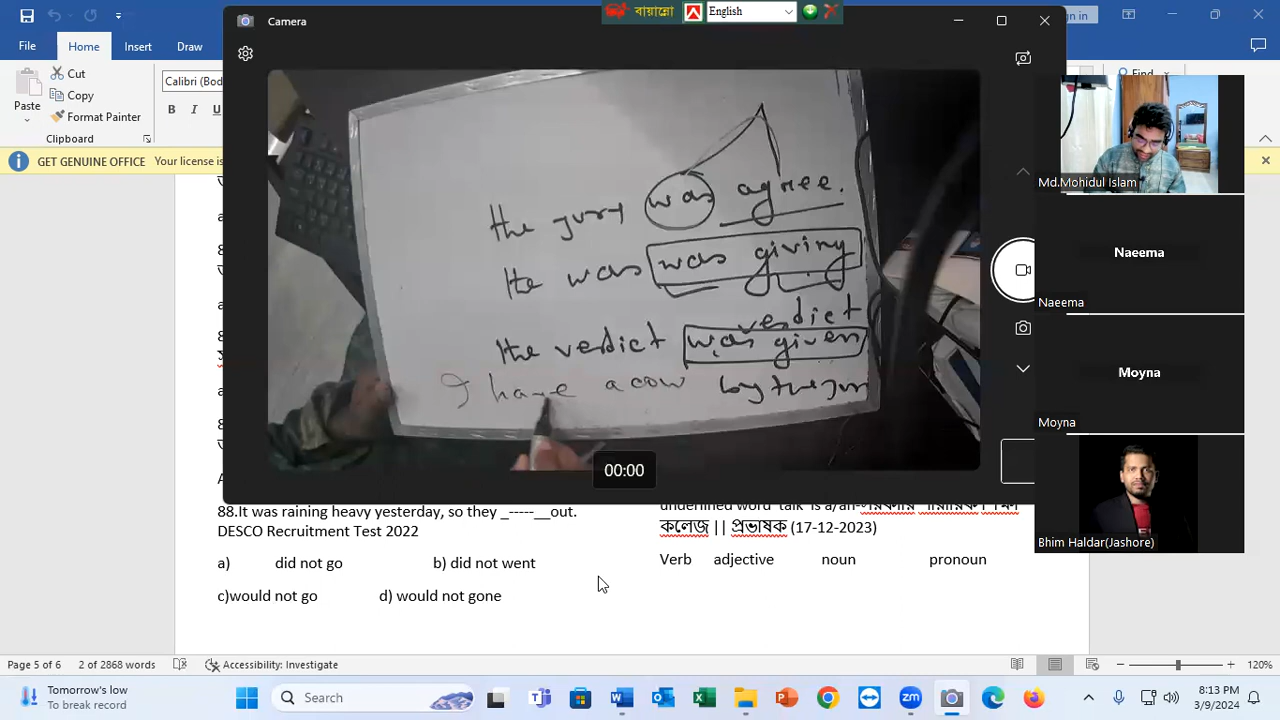 বায়ান্নো
English
Camera
Sign in
File
Home
Insert
Draw
Paste
Cut
Copy
Format Painter
Clipboard
Calibri (Bod
B I
Find
GET GENUINE OFFICE Your license is
the jury was agree.
He was was giving
verdict
the verdict was given
I have a cow by the jur
00:00
Md.Mohidul Islam
Naeema
Naeema
Moyna
Moyna
Bhim Haldar(Jashore)
88.It was raining heavy yesterday, so they _-----__out.
DESCO Recruitment Test 2022
a) did not go b) did not went
c)would not go d) would not gone
underlined word 'talk' is a/an-
কলেজ || প্রভাষক (17-12-2023)
Verb adjective noun pronoun
Page 5 of 6 2 of 2868 words Accessibility: Investigate 120%
Tomorrow's low
To break record
Search
8:13 PM
3/9/2024